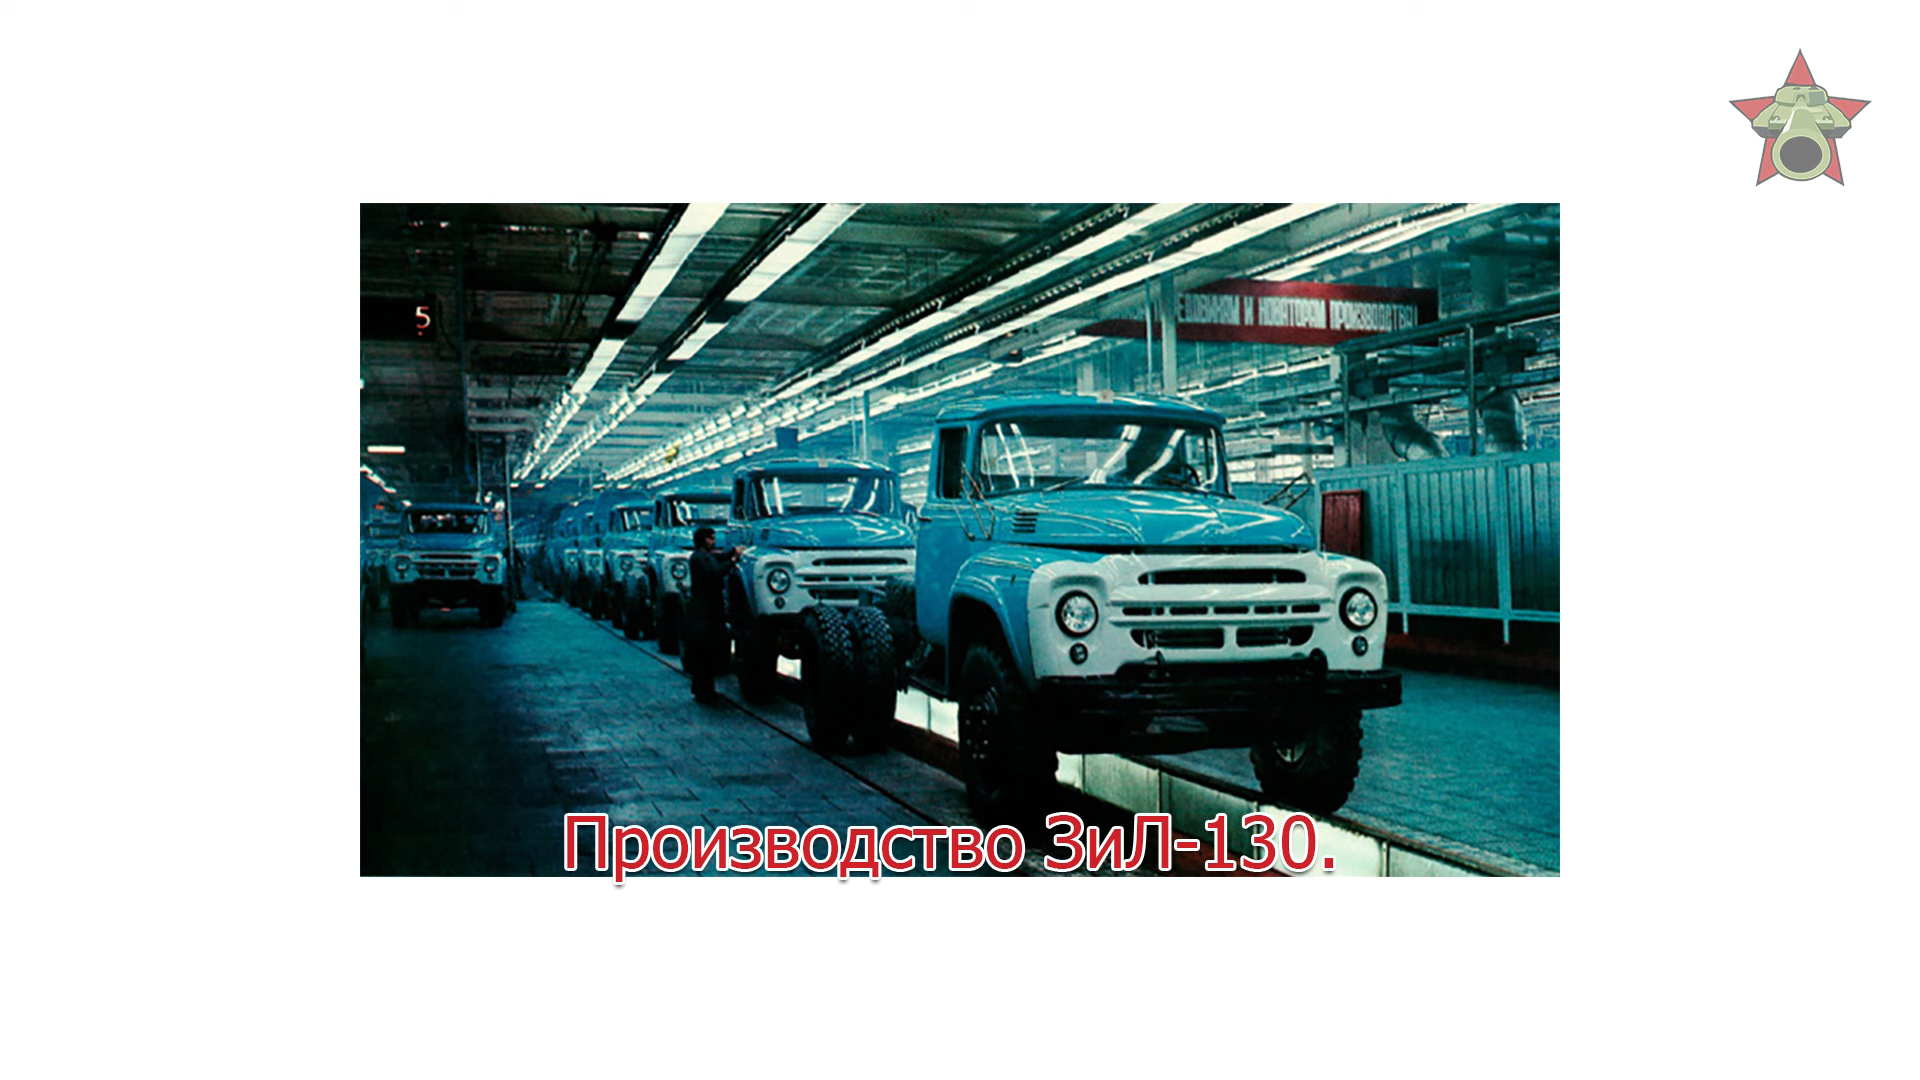 5
И НОВАТОРАМ ПРОИЗВОДСТВА!
Производство ЗиЛ-130.